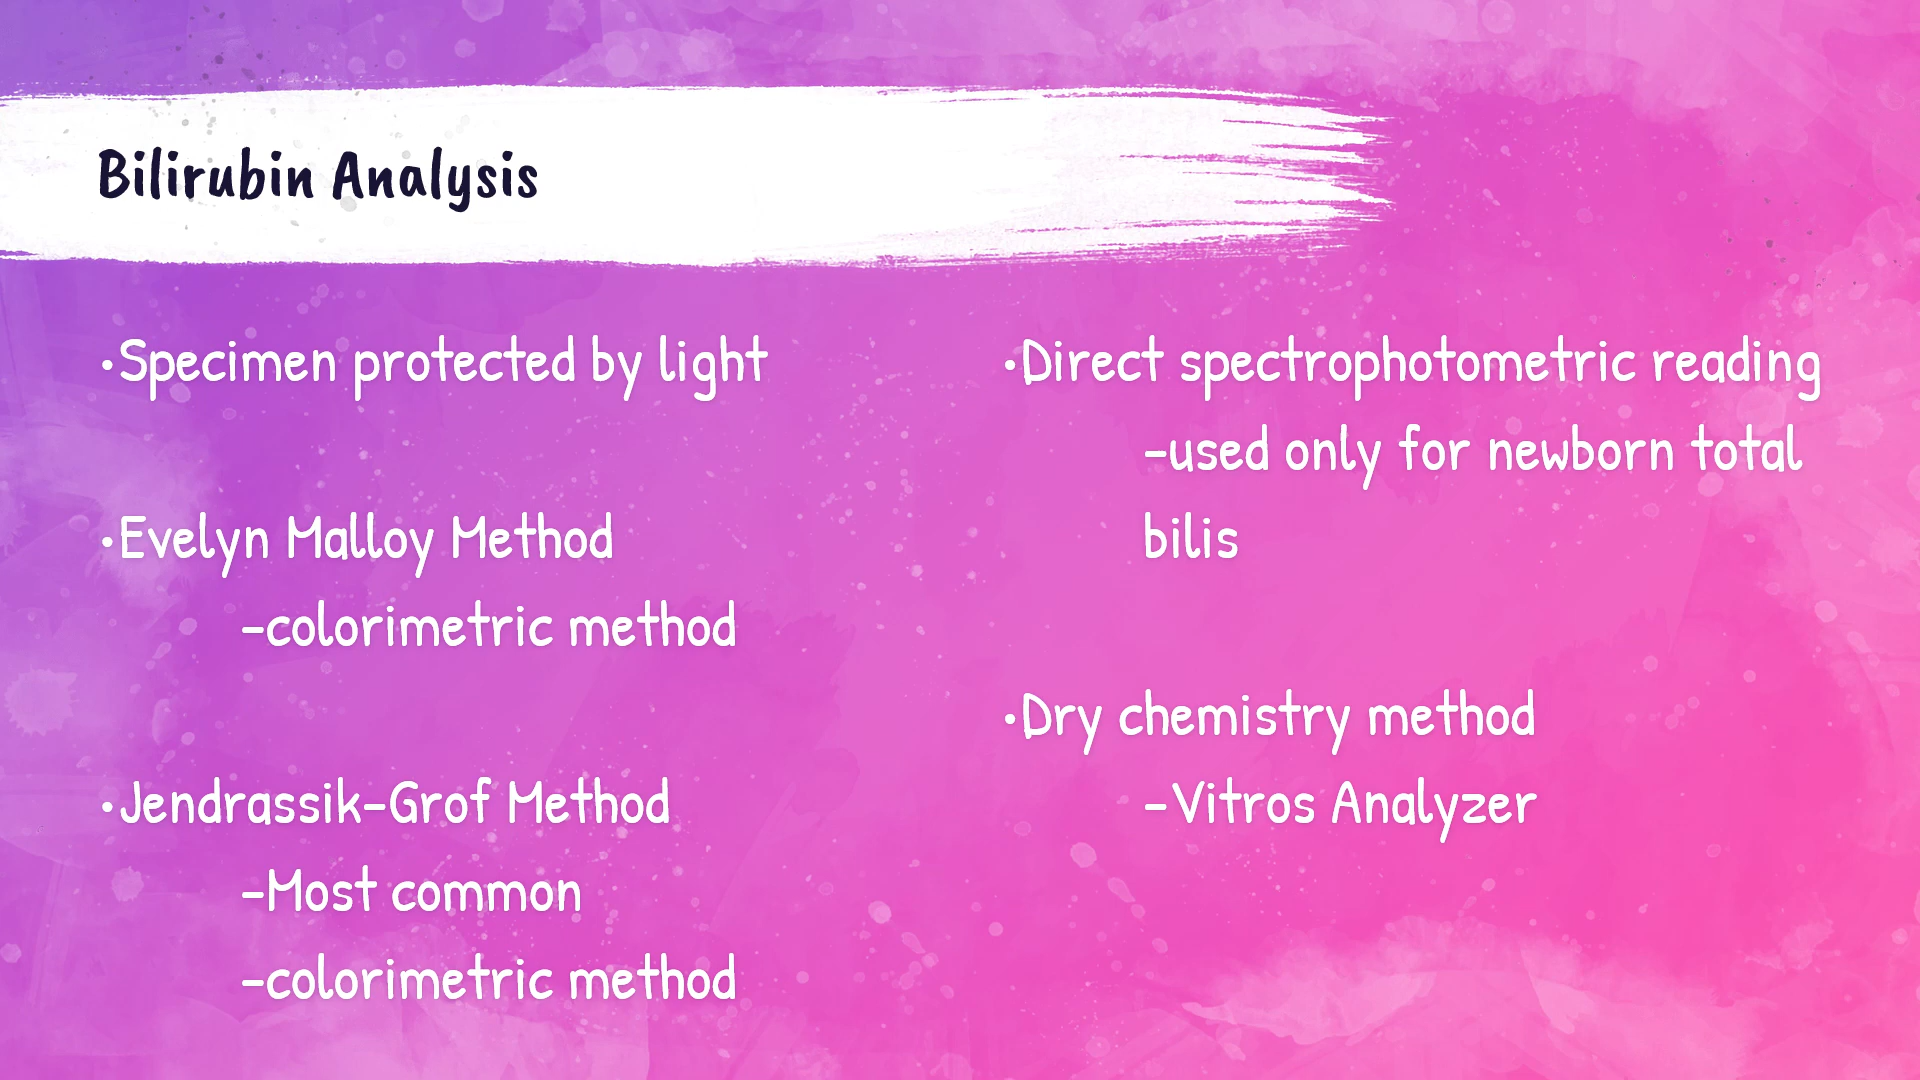 Bilirubin Analysis
•Specimen protected by light
•Evelyn Malloy Method
-colorimetric method
•Jendrassik-Grof Method
-Most common
-colorimetric method
•Direct spectrophotometric reading
-used only for newborn total
bilis
•Dry chemistry method
-Vitros Analyzer